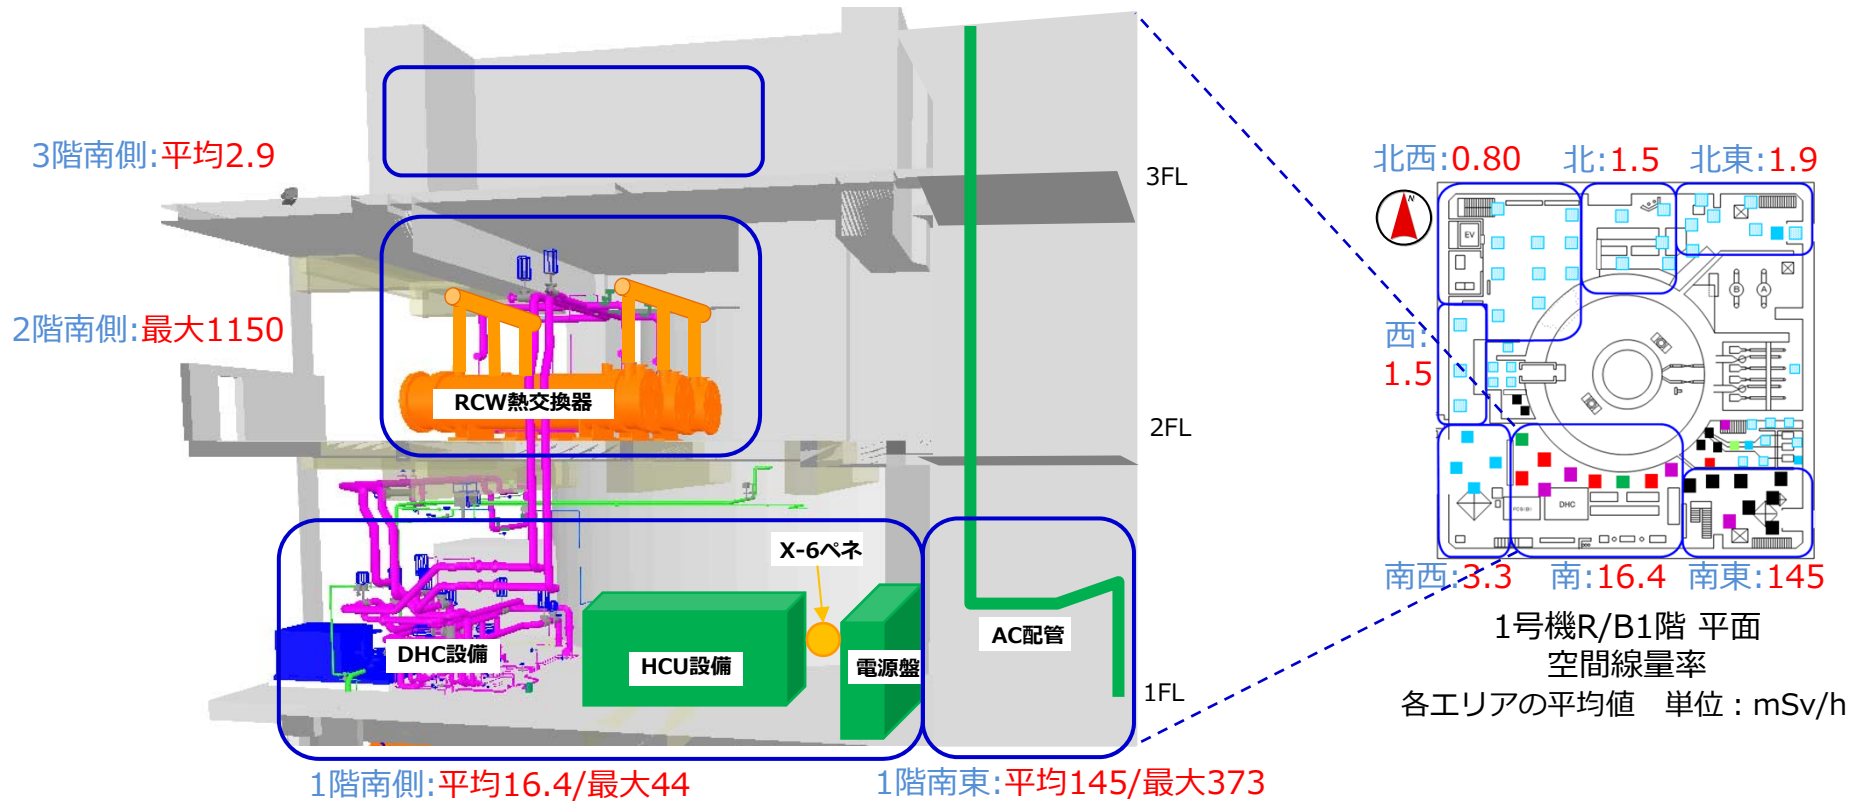 3階南側:平均2.9
2階南側:最大1150
3FL
2FL
1FL
RCW熱交換器
X-6ペネ
DHC設備
HCU設備
電源盤
AC配管
1階南側:平均16.4/最大44
1階南東:平均145/最大373
北西:0.80
北:1.5
北東:1.9
N
EV
B
A
西:
1.5
FCS(B)
DHC
南西:3.3
南:16.4
南東:145
1号機R/B1階 平面
空間線量率
各エリアの平均値 単位：mSv/h